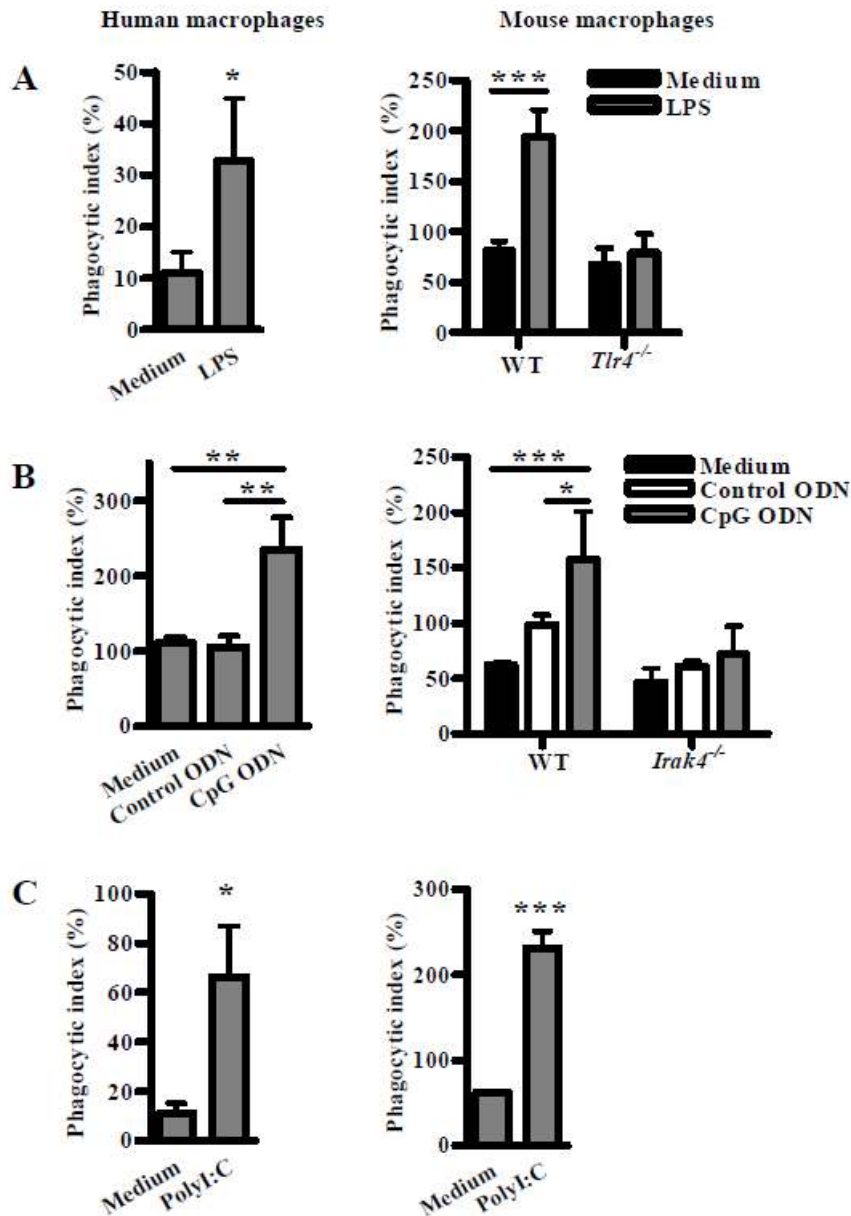 Human macrophages
Mouse macrophages
A
Phagocytic index (%)
50
40
30
20
10
0
*
Medium
LPS
Phagocytic index (%)
250
200
150
100
50
0
***
Medium
LPS
WT
Tlr4-/-
B
Phagocytic index (%)
300
200
100
0
**
**
Medium
Control ODN
CpG ODN
Phagocytic index (%)
250
200
150
100
50
0
***
*
Medium
Control ODN
CpG ODN
WT
Irak4-/-
C
Phagocytic index (%)
100
80
60
40
20
0
*
Medium
PolyI:C
Phagocytic index (%)
300
200
100
0
***
Medium
PolyI:C